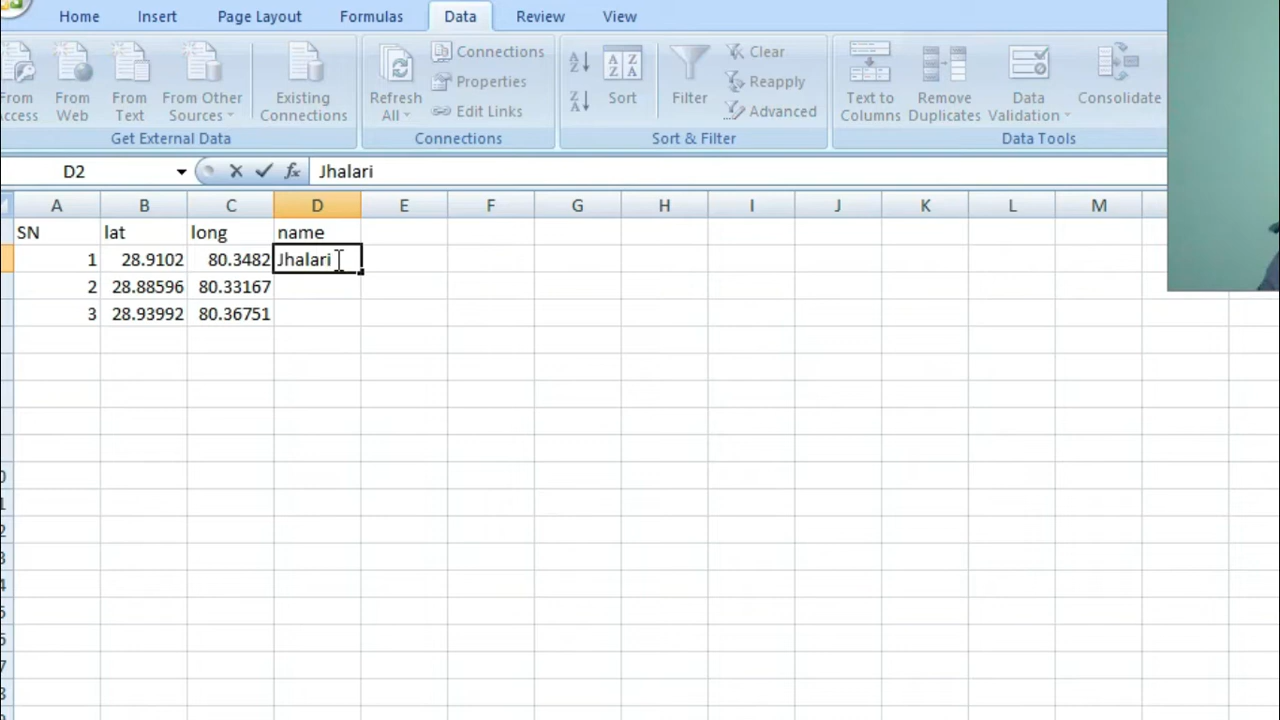 Home Insert Page Layout Formulas Data Review View
From Access From Web From Text From Other Sources Existing Connections Refresh All Connections Properties Edit Links Sort Filter Clear Reapply Advanced Text to Columns Remove Duplicates Data Validation Consolidate
Get External Data Connections Sort & Filter Data Tools
D2 fx Jhalari
A B C D E F G H I J K L M
SN lat long name
1 28.9102 80.3482 Jhalari
2 28.88596 80.33167
3 28.93992 80.36751